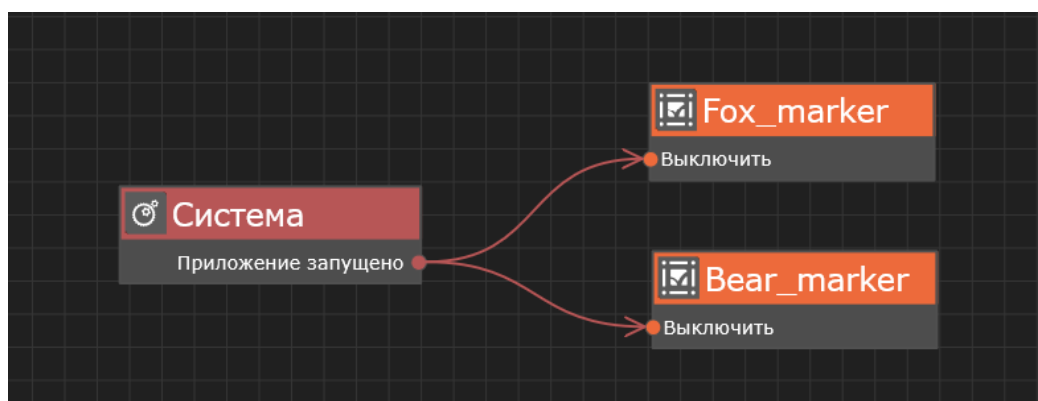 Fox_marker
Выключить
Система
Приложение запущено
Bear_marker
Выключить